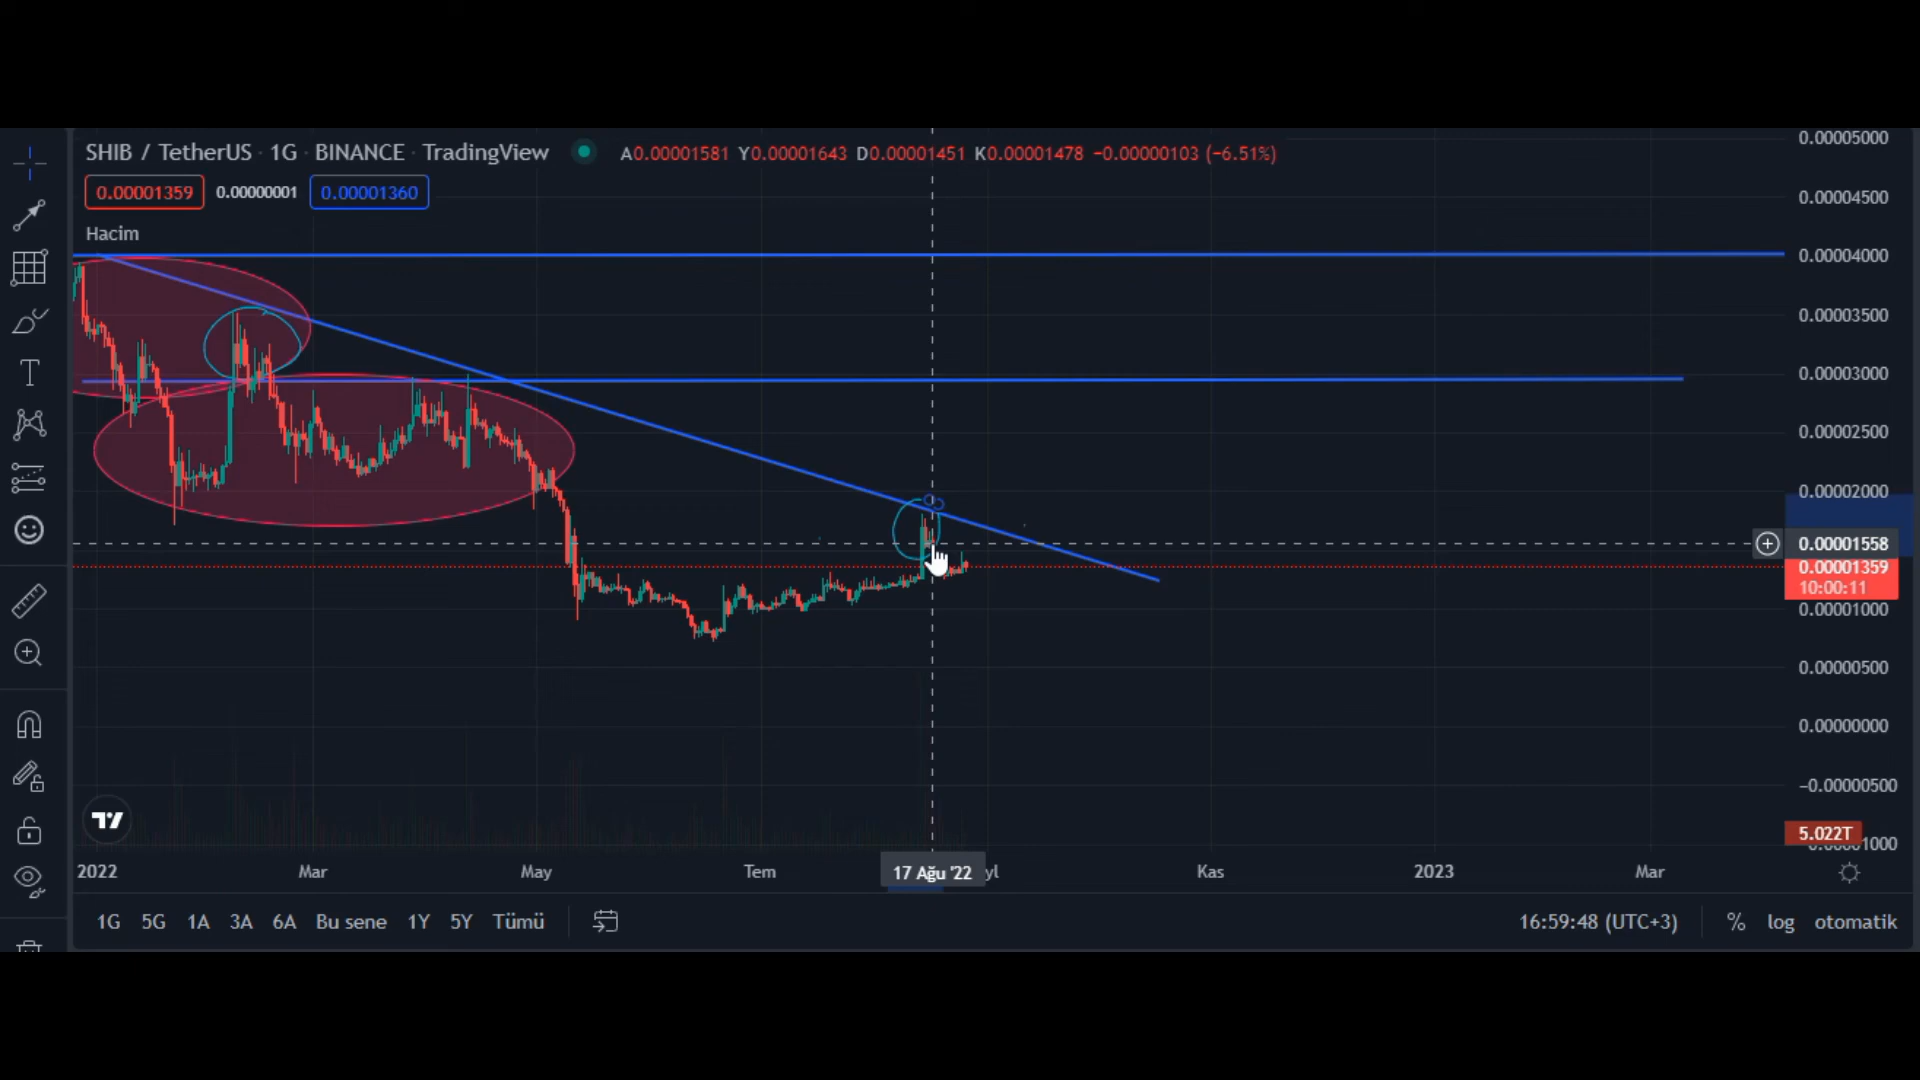 SHIB / TetherUS · 1G · BINANCE · TradingView
A0.00001581 Y0.00001643 D0.00001451 K0.00001478 −0.00000103 (−6.51%)
0.00001359 0.00000001 0.00001360
Hacim
0.00005000
0.00004500
0.00004000
0.00003500
0.00003000
0.00002500
0.00002000
0.00001558
0.00001359
10:00:11
0.00001000
0.00000500
0.00000000
−0.00000500
5.022T
2022 Mar May Tem 17 Ağu '22 Kas 2023 Mar
1G 5G 1A 3A 6A Bu sene 1Y 5Y Tümü 16:59:48 (UTC+3) % log otomatik